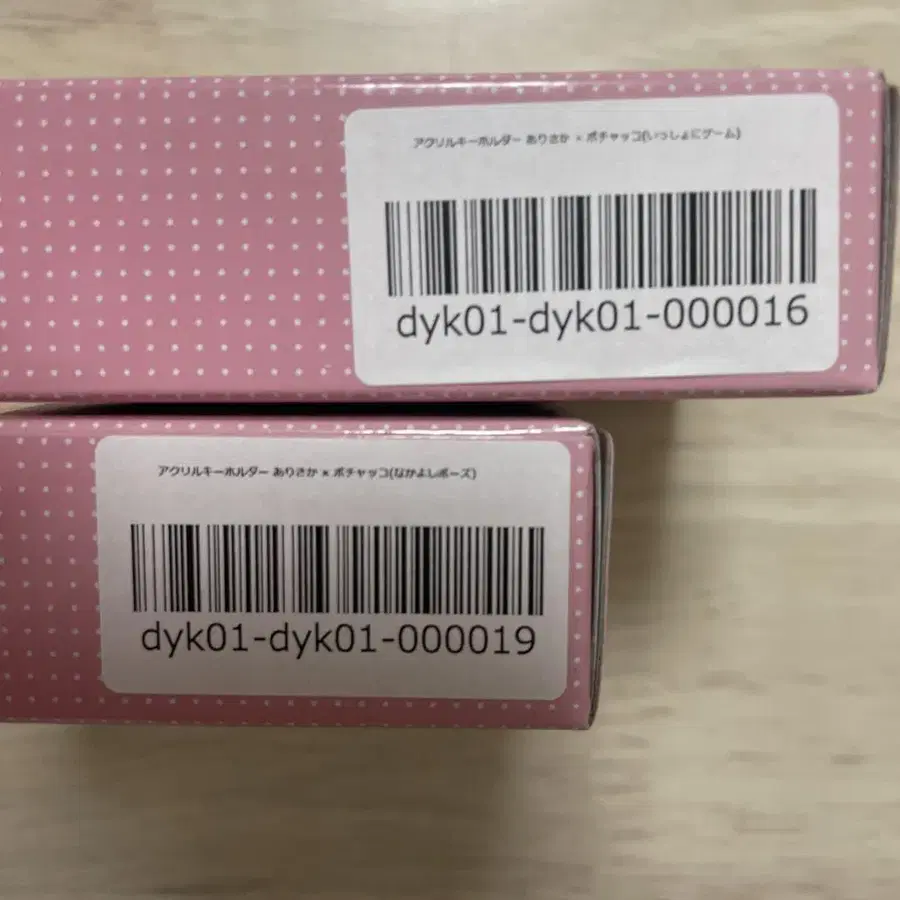 アクリルキーホルダー ありさか × ポチャッコ(いっしょにゲーム)
dyk01-dyk01-000016
アクリルキーホルダー ありさか × ポチャッコ(なかよしポーズ)
dyk01-dyk01-000019